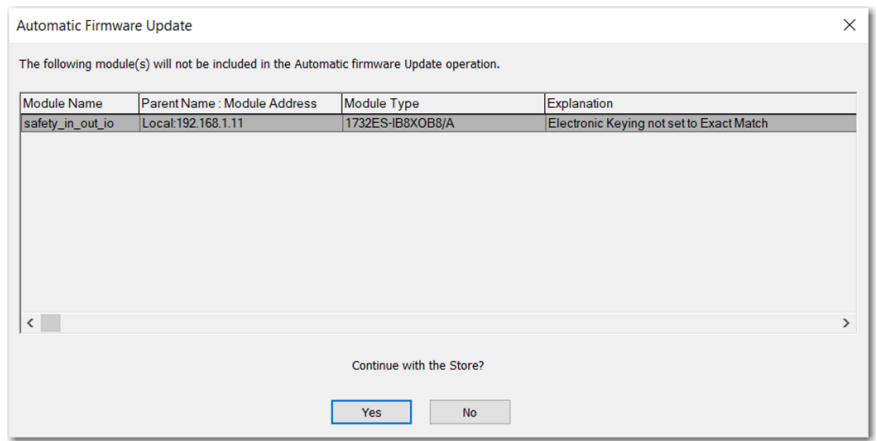 Automatic Firmware Update
The following module(s) will not be included in the Automatic firmware Update operation.
Module Name Parent Name : Module Address Module Type Explanation
safety_in_out_io Local:192.168.1.11 1732ES-IB8XOB8/A Electronic Keying not set to Exact Match
Continue with the Store?
Yes No